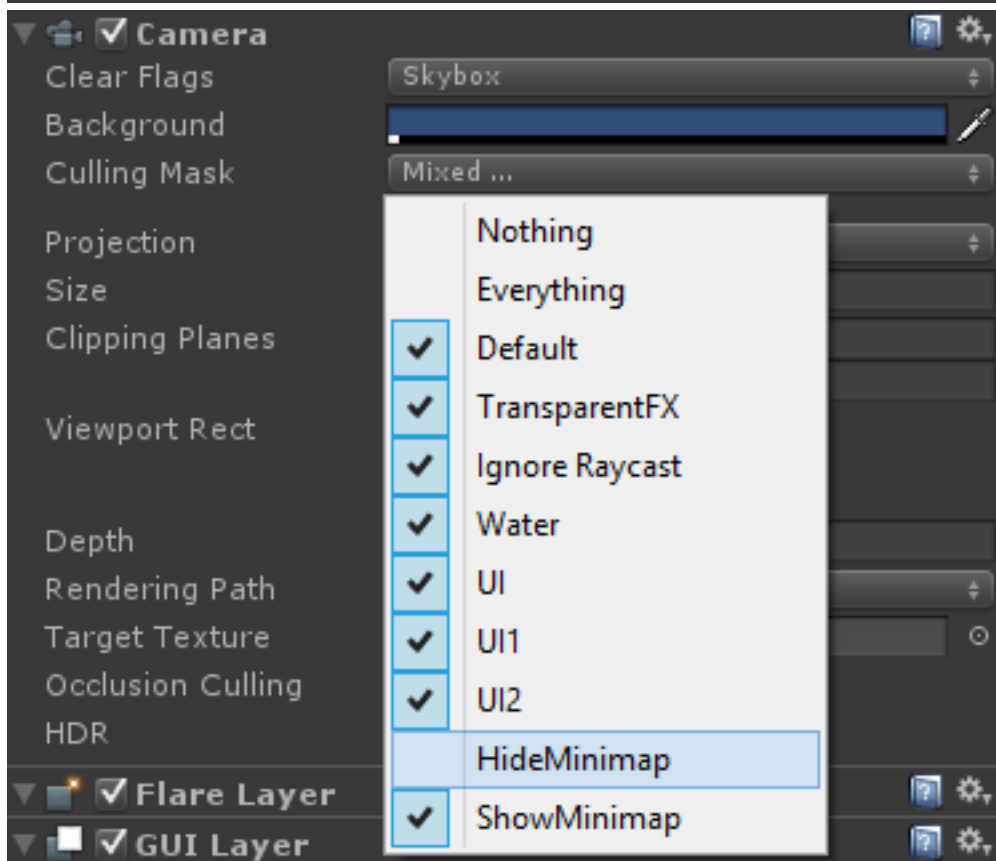 Camera
Clear Flags Skybox
Background
Culling Mask Mixed ...
Nothing
Projection
Everything
Size
Clipping Planes
Default
TransparentFX
Viewport Rect
Ignore Raycast
Water
Depth
Rendering Path
UI
Target Texture
UI1
Occlusion Culling
UI2
HDR
HideMinimap
Flare Layer
ShowMinimap
GUI Layer